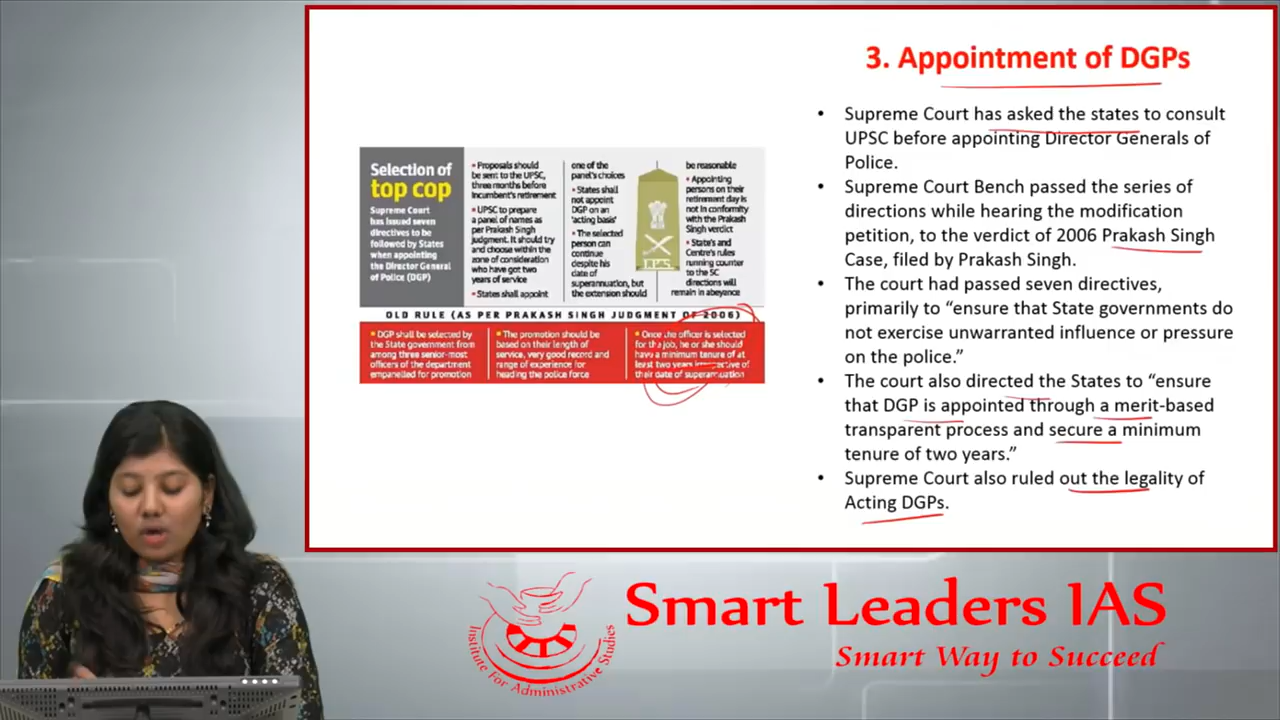 3. Appointment of DGPs
• Supreme Court has asked the states to consult
UPSC before appointing Director Generals of
Police.
• Supreme Court Bench passed the series of
directions while hearing the modification
petition, to the verdict of 2006 Prakash Singh
Case, filed by Prakash Singh.
• The court had passed seven directives,
primarily to “ensure that State governments do
not exercise unwarranted influence or pressure
on the police.”
• The court also directed the States to “ensure
that DGP is appointed through a merit-based
transparent process and secure a minimum
tenure of two years.”
• Supreme Court also ruled out the legality of
Acting DGPs.
Selection of
top cop
Supreme Court
has issued seven
directives to be
followed by States
when appointing
the Director General
of Police (DGP)
• Proposals should
be sent to the UPSC,
three months before
incumbent's retirement
• UPSC to prepare
a panel of names as
per Prakash Singh
judgment. It should try
and choose within the
zone of consideration
who have got two
years of service
• States shall appoint
one of the
panel's choices
• States shall
not appoint
DGP on an
'acting basis'
• The selected
person can
continue
despite his
date of
superannuation, but
the extension should
be reasonable
• Appointing
persons on their
retirement day is
not in conformity
with the Prakash
Singh verdict
• State's and
Centre's rules
running counter
to the SC
directions will
remain in abeyance
I.P.S
OLD RULE (AS PER PRAKASH SINGH JUDGMENT OF 2006)
DGP shall be selected by
the State government from
among three senior-most
officers of the department
empanelled for promotion
The promotion should be
based on their length of
service, very good record and
range of experience for
heading the police force
Once the officer is selected
for the job, he or she should
have a minimum tenure of at
least two years irrespective of
their date of superannuation
Institute For Administrative Studies
Smart Leaders IAS
Smart Way to Succeed